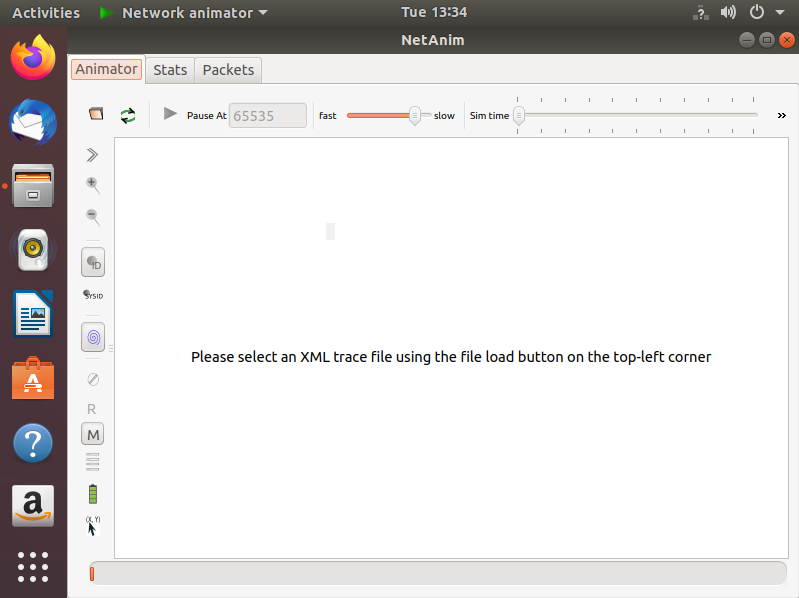 Activities Network animator Tue 13:34
NetAnim
Animator Stats Packets
Pause At 65535 fast slow Sim time »
ID
SYSID
R
M
(X, Y)
Please select an XML trace file using the file load button on the top-left corner